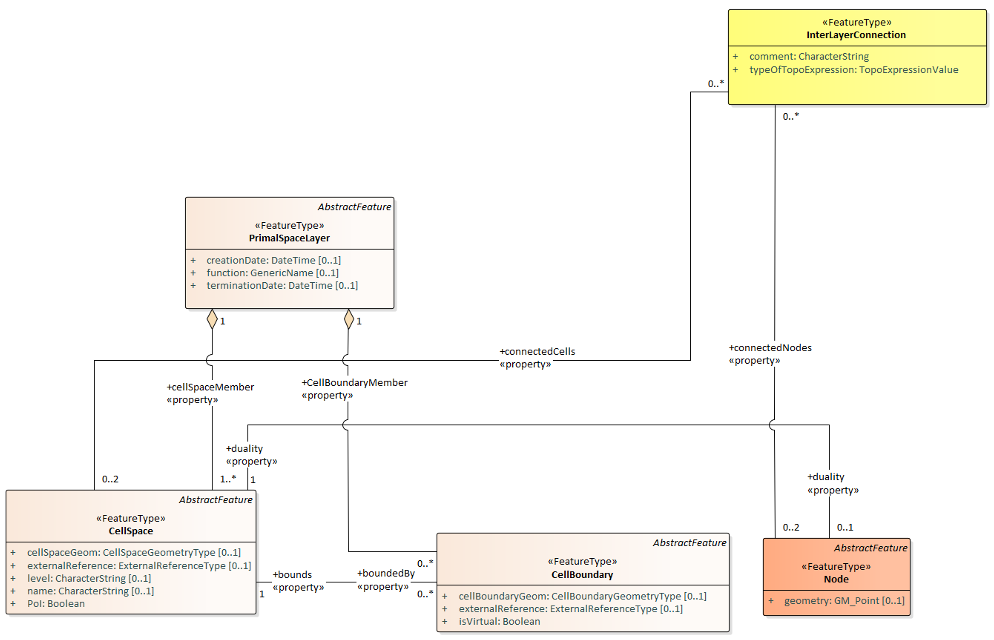 «FeatureType»
InterLayerConnection
+ comment: CharacterString
+ typeOfTopoExpression: TopoExpressionValue
0..*
0..*
AbstractFeature
«FeatureType»
PrimalSpaceLayer
+ creationDate: DateTime [0..1]
+ function: GenericName [0..1]
+ terminationDate: DateTime [0..1]
1
1
+connectedCells
«property»
+connectedNodes
«property»
+cellSpaceMember
«property»
+CellBoundaryMember
«property»
+duality
«property»
+duality
«property»
0..2
1..*
1
0..2
0..1
AbstractFeature
«FeatureType»
CellSpace
+ cellSpaceGeom: CellSpaceGeometryType [0..1]
+ externalReference: ExternalReferenceType [0..1]
+ level: CharacterString [0..1]
+ name: CharacterString [0..1]
+ PoI: Boolean
+bounds
«property»
1
+boundedBy
«property»
0..*
0..*
AbstractFeature
«FeatureType»
CellBoundary
+ cellBoundaryGeom: CellBoundaryGeometryType [0..1]
+ externalReference: ExternalReferenceType [0..1]
+ isVirtual: Boolean
AbstractFeature
«FeatureType»
Node
+ geometry: GM_Point [0..1]